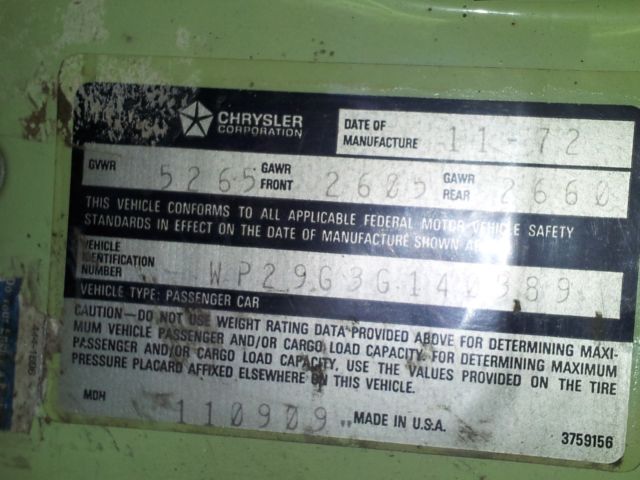 CHRYSLER
CORPORATION
DATE OF
MANUFACTURE 11-72
GVWR 5265 GAWR FRONT 2605 GAWR REAR 2660
THIS VEHICLE CONFORMS TO ALL APPLICABLE FEDERAL MOTOR VEHICLE SAFETY
STANDARDS IN EFFECT ON THE DATE OF MANUFACTURE SHOWN
VEHICLE
IDENTIFICATION
NUMBER WP29G3G140389
VEHICLE TYPE: PASSENGER CAR
CAUTION—DO NOT USE WEIGHT RATING DATA PROVIDED ABOVE FOR DETERMINING MAXI-
MUM VEHICLE PASSENGER AND/OR CARGO LOAD CAPACITY. FOR DETERMINING MAXIMUM
PASSENGER AND/OR CARGO LOAD CAPACITY, USE THE VALUES PROVIDED ON THE TIRE
PRESSURE PLACARD AFFIXED ELSEWHERE ON THIS VEHICLE.
MDH 110909 MADE IN U.S.A.
3759156